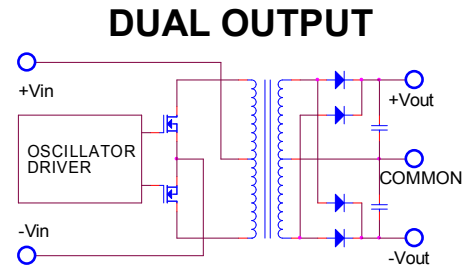 DUAL OUTPUT
+Vin
+Vout
OSCILLATOR
DRIVER
COMMON
-Vin
-Vout